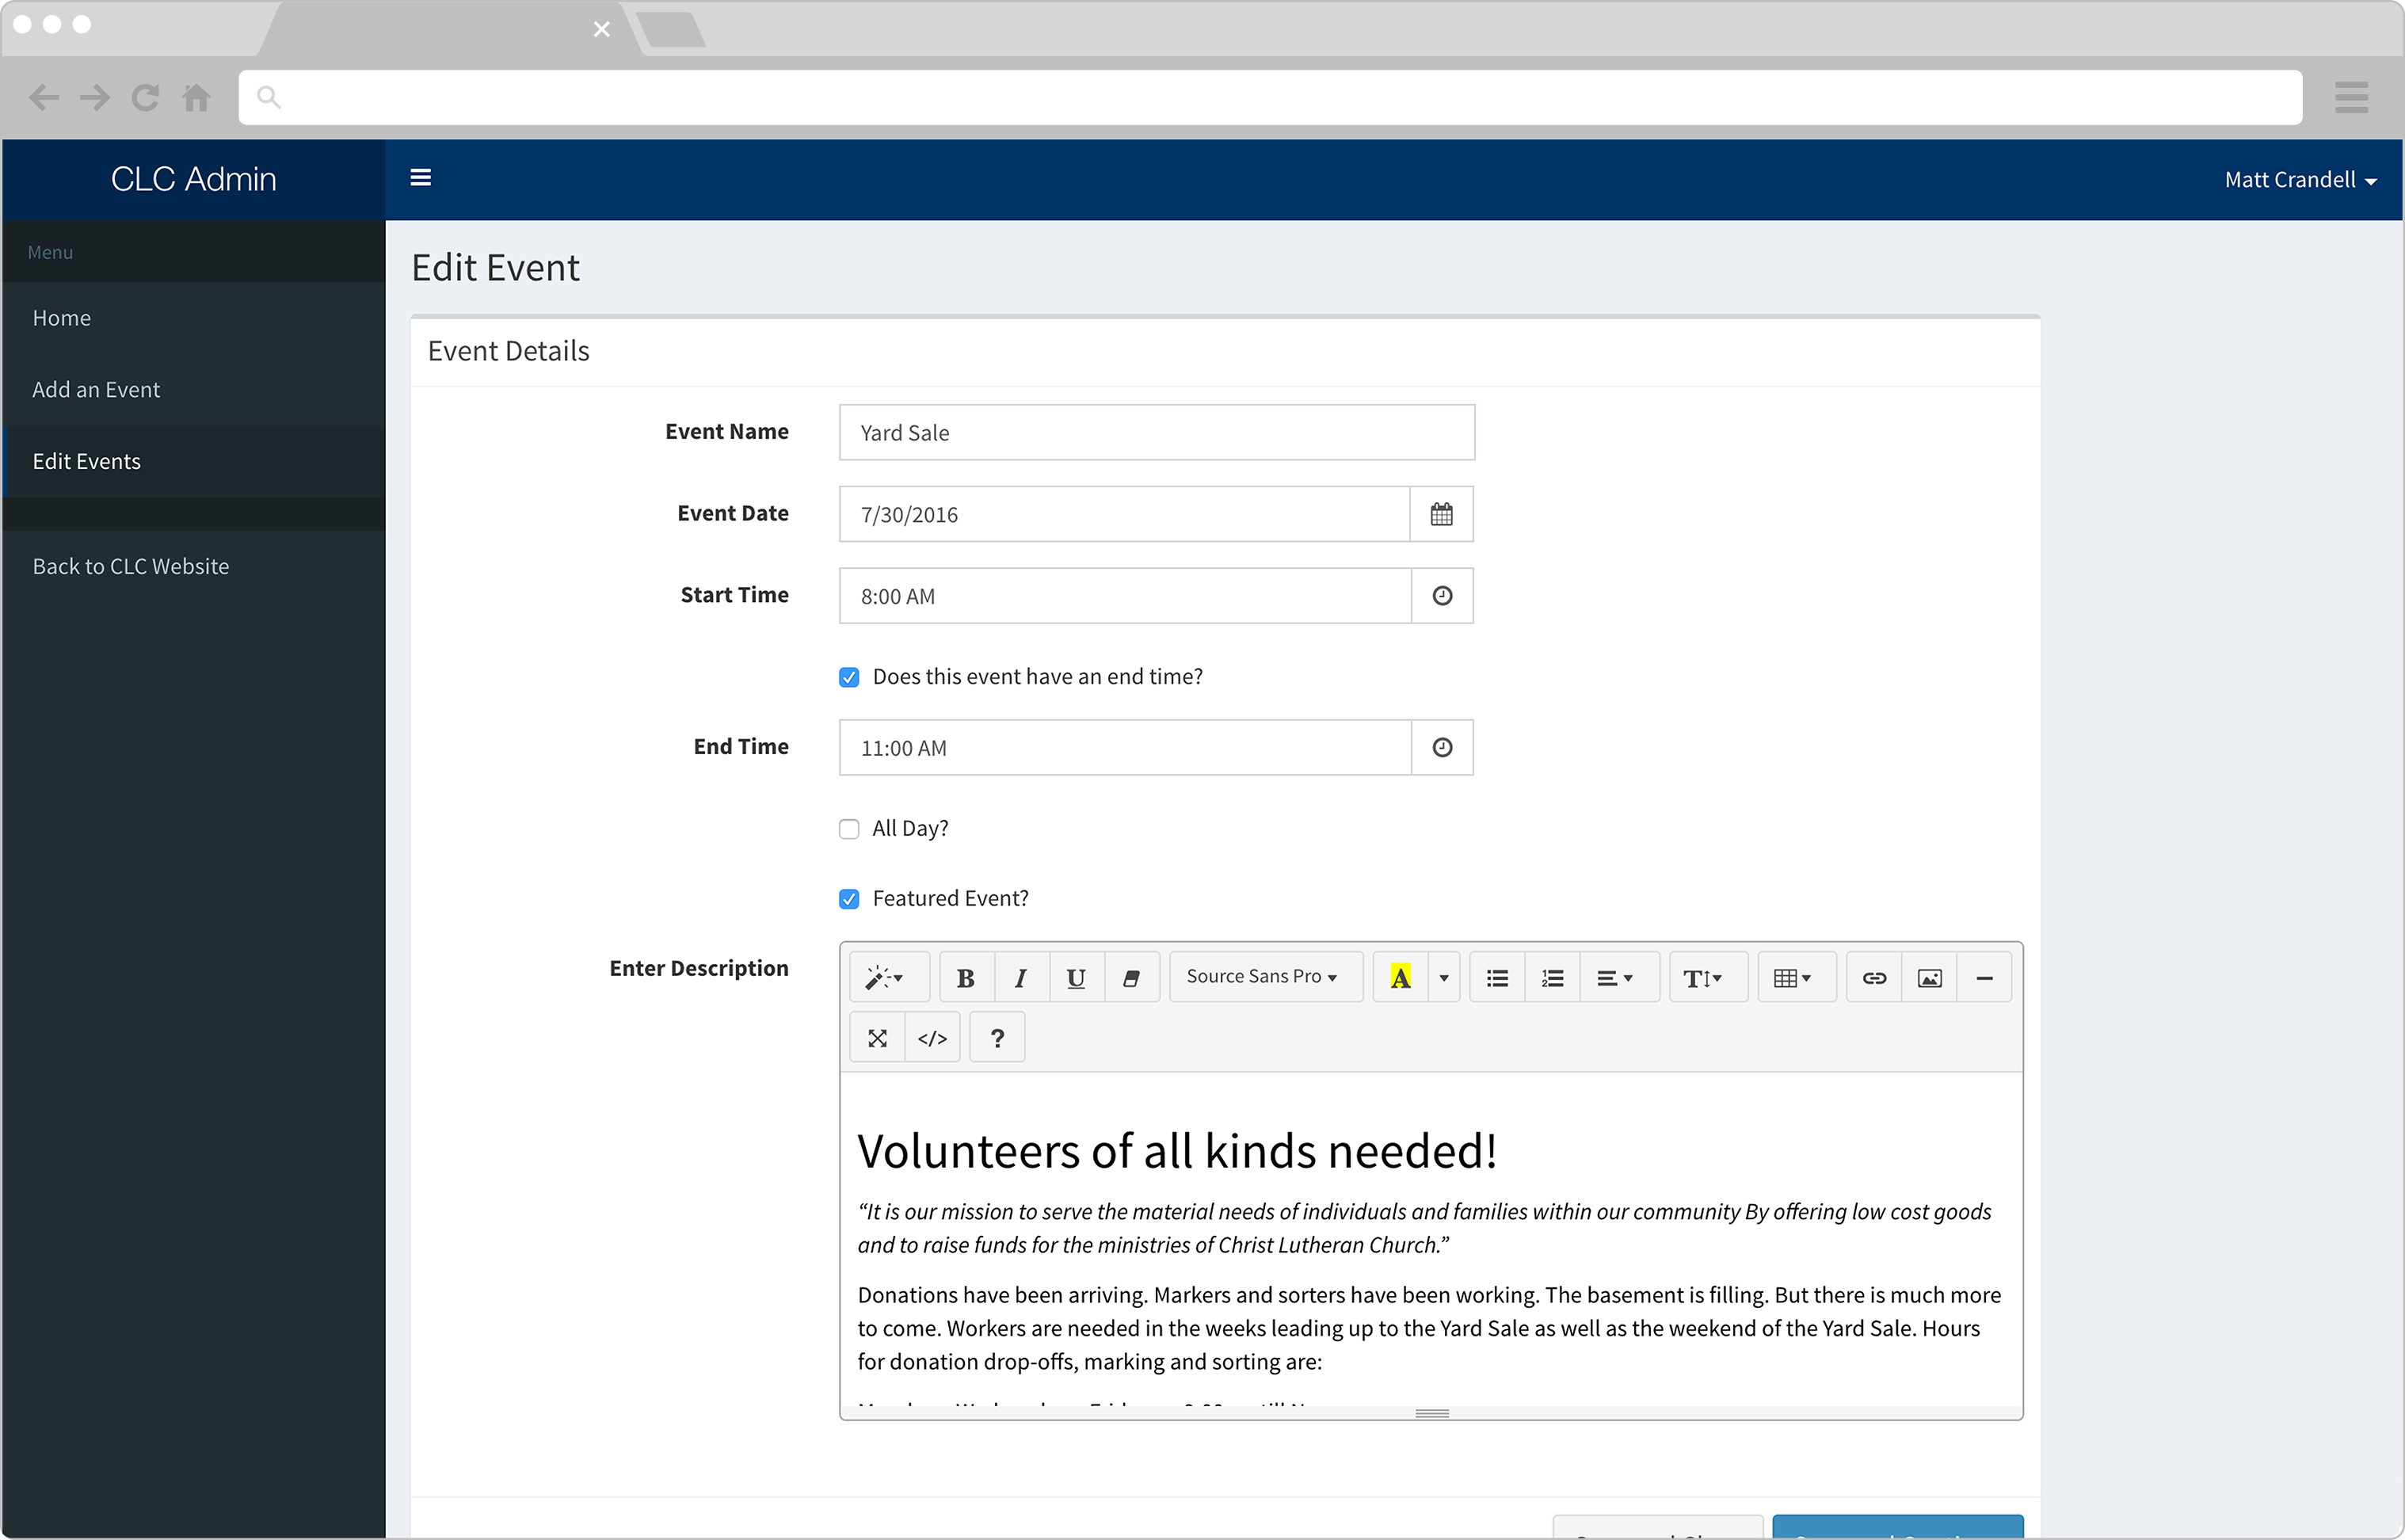 CLC Admin
Matt Crandell
Menu
Home
Add an Event
Edit Events
Back to CLC Website
Edit Event
Event Details
Event Name
Yard Sale
Event Date
7/30/2016
Start Time
8:00 AM
Does this event have an end time?
End Time
11:00 AM
All Day?
Featured Event?
Enter Description
B I U Source Sans Pro A
</> ?
Volunteers of all kinds needed!
“It is our mission to serve the material needs of individuals and families within our community By offering low cost goods
and to raise funds for the ministries of Christ Lutheran Church.”
Donations have been arriving. Markers and sorters have been working. The basement is filling. But there is much more
to come. Workers are needed in the weeks leading up to the Yard Sale as well as the weekend of the Yard Sale. Hours
for donation drop-offs, marking and sorting are: